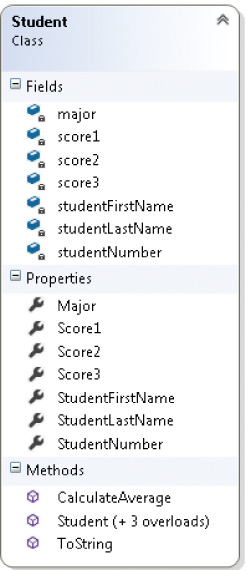 Student
Class
Fields
major
score1
score2
score3
studentFirstName
studentLastName
studentNumber
Properties
Major
Score1
Score2
Score3
StudentFirstName
StudentLastName
StudentNumber
Methods
CalculateAverage
Student (+ 3 overloads)
ToString